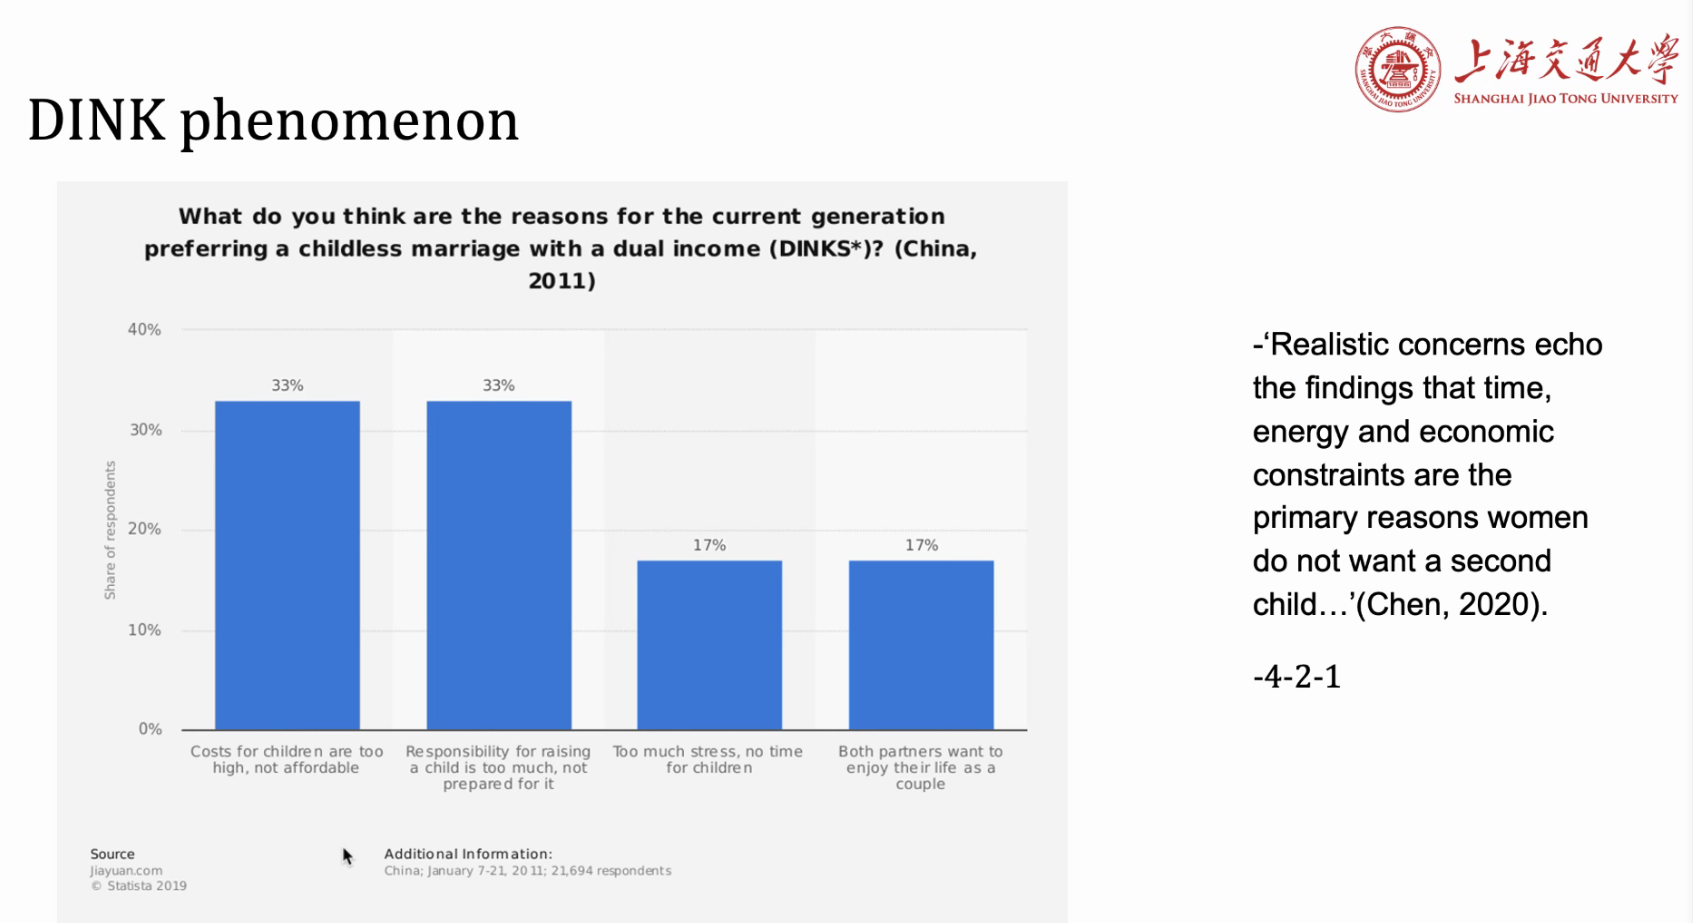 上海交通大学
SHANGHAI JIAO TONG UNIVERSITY
DINK phenomenon
What do you think are the reasons for the current generation
preferring a childless marriage with a dual income (DINKS*)? (China,
2011)
40%
30%
20%
10%
0%
Share of respondents
33%
33%
17%
17%
Costs for children are too
high, not affordable
Responsibility for raising
a child is too much, not
prepared for it
Too much stress, no time
for children
Both partners want to
enjoy their life as a
couple
Source
Jiayuan.com
© Statista 2019
Additional Information:
China; January 7-21, 2011; 21,694 respondents
-‘Realistic concerns echo
the findings that time,
energy and economic
constraints are the
primary reasons women
do not want a second
child…’(Chen, 2020).
-4-2-1